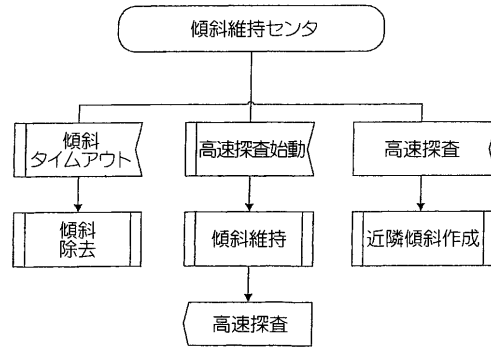 傾斜維持センタ
傾斜
タイムアウト
高速探査始動
高速探査
傾斜
除去
傾斜維持
近隣傾斜作成
高速探査